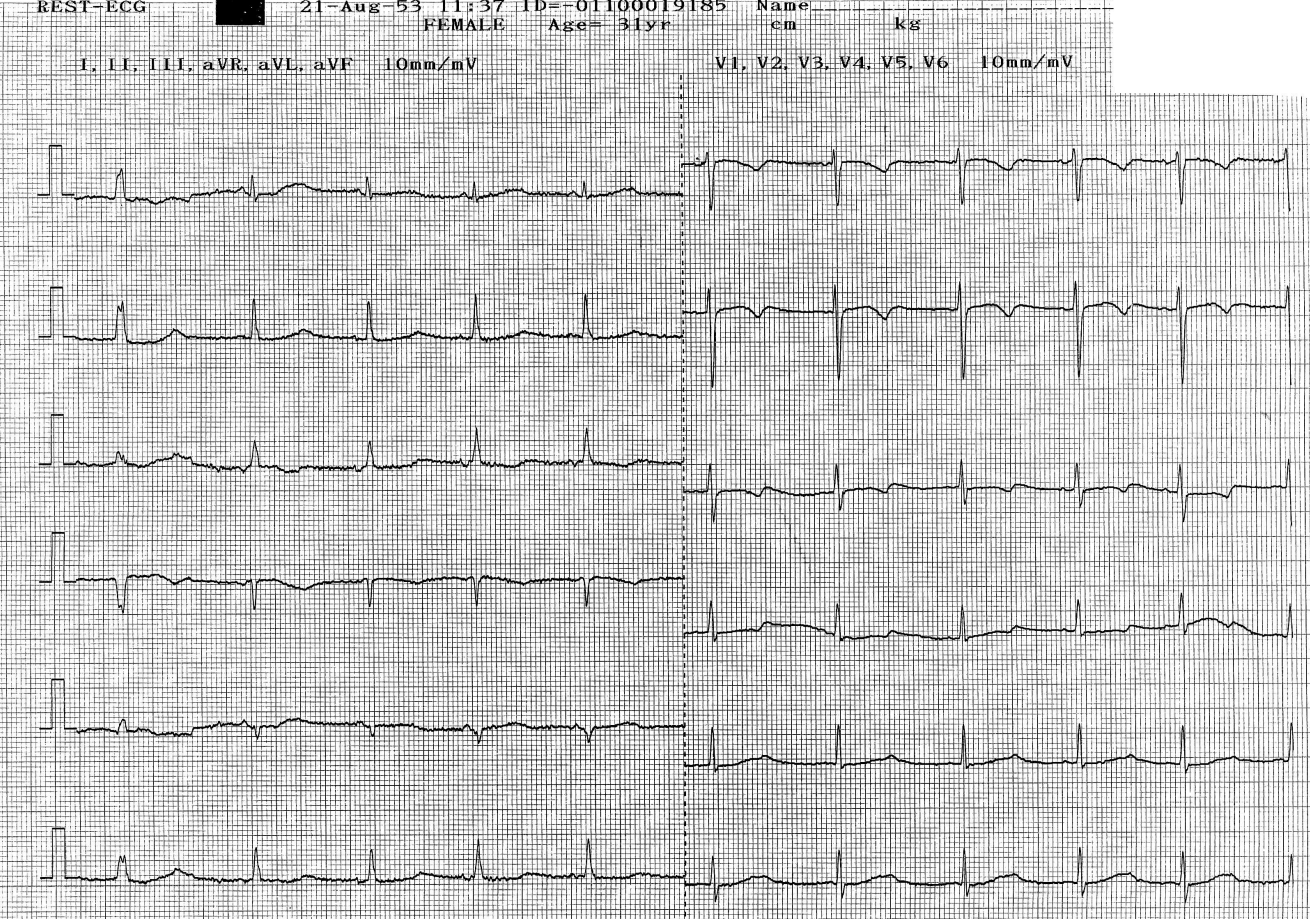 REST-ECG 21-Aug-53 11:37 ID=-01100019185 Name
FEMALE Age= 31yr cm kg
I, II, III, aVR, aVL, aVF 10mm/mV V1, V2, V3, V4, V5, V6 10mm/mV